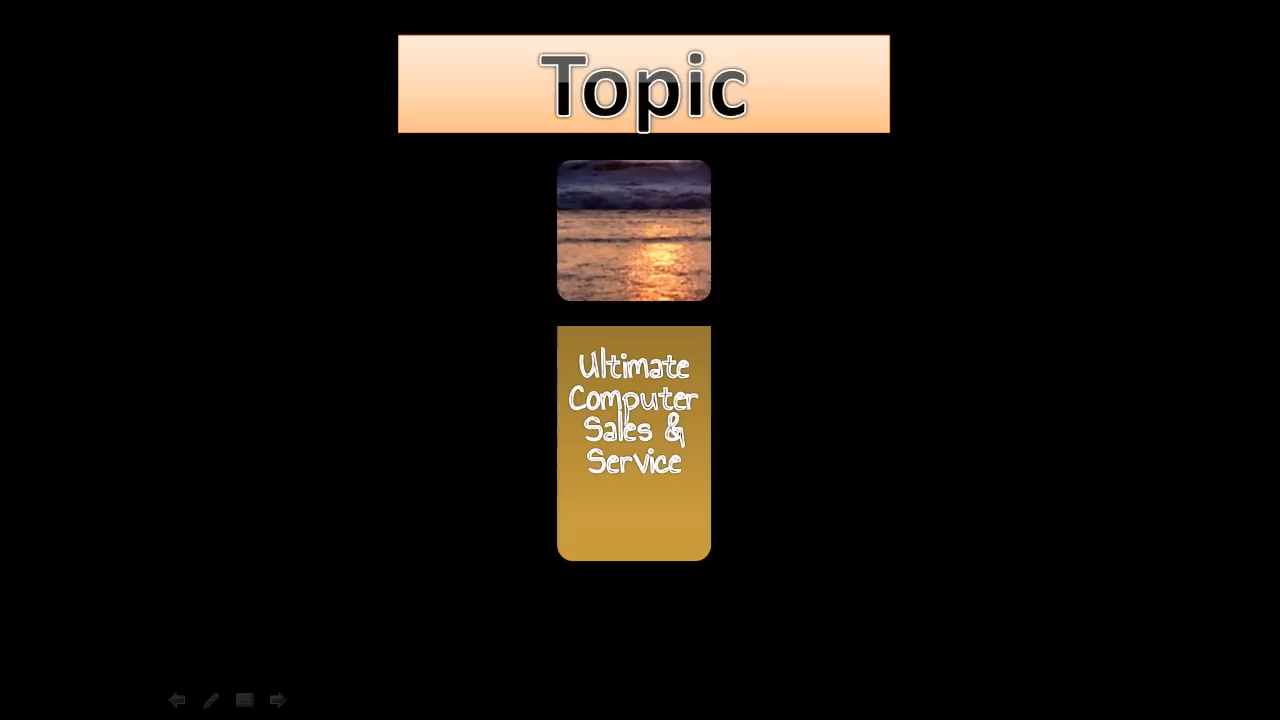 Topic
Ultimate
Computer
Sales &
Service